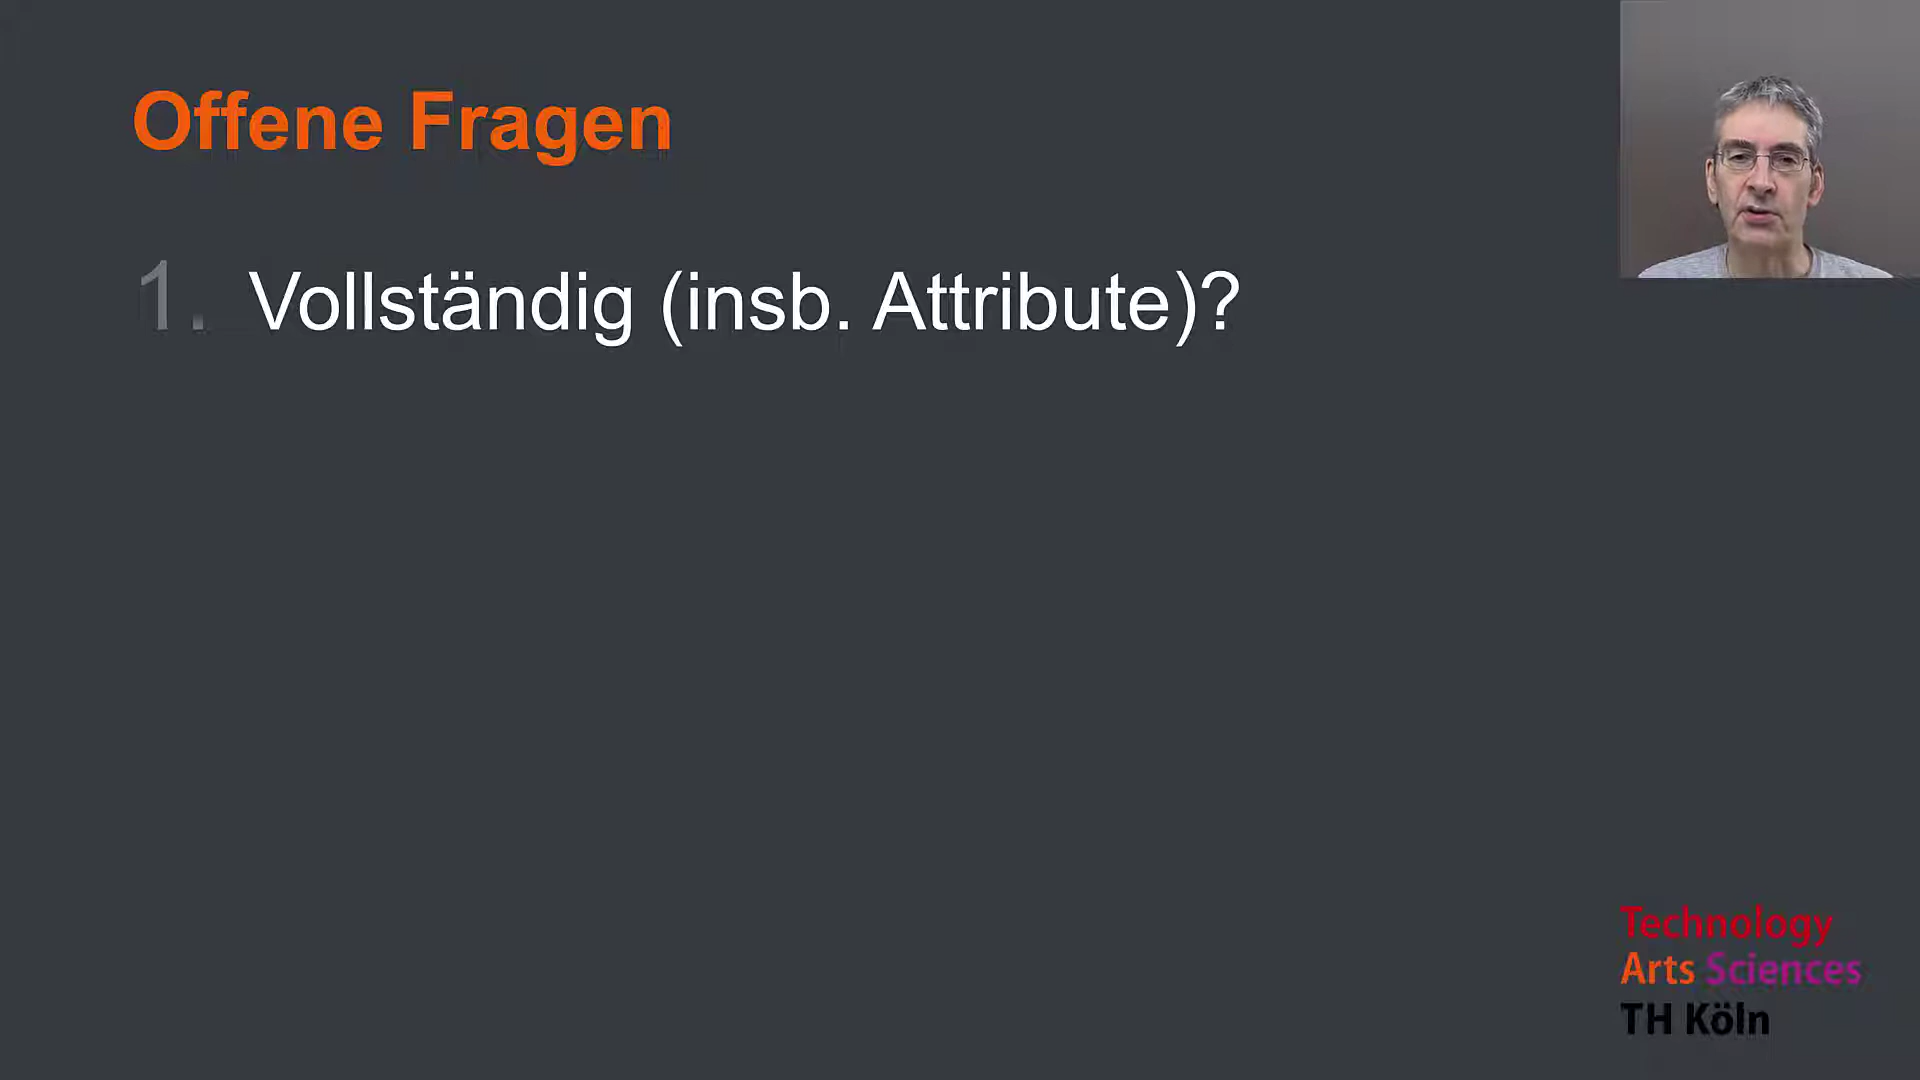 Offene Fragen
1. Vollständig (insb. Attribute)?
Technology
Arts Sciences
TH Köln